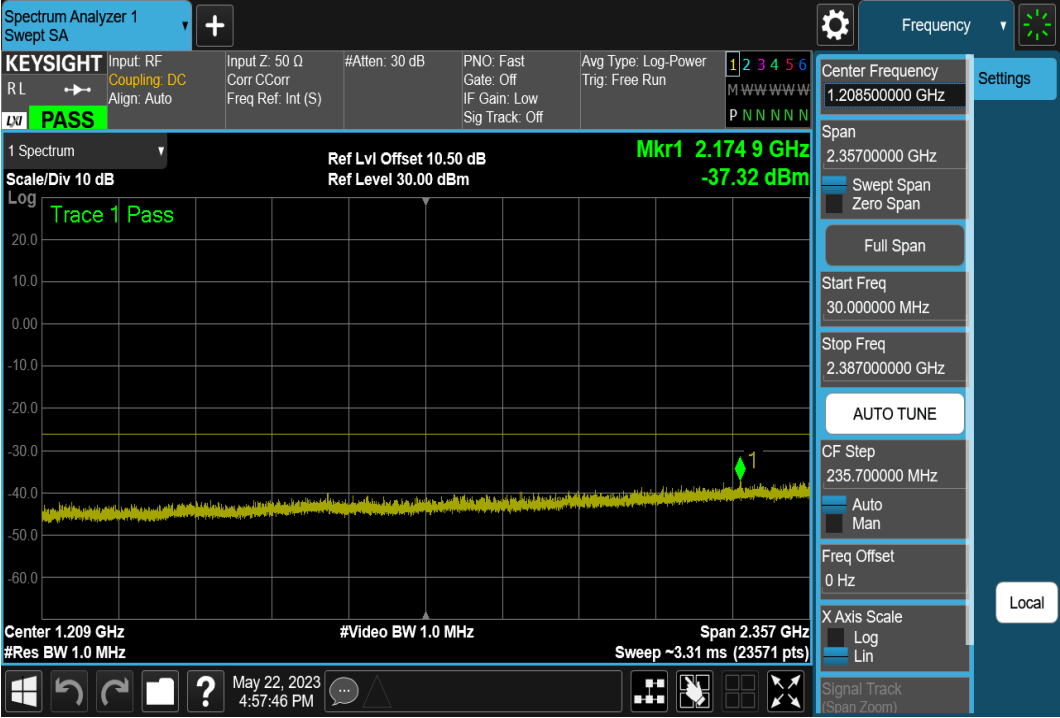 Spectrum Analyzer 1
Swept SA
Frequency
KEYSIGHT
R L
LXI
PASS
Input: RF
Coupling: DC
Align: Auto
Input Z: 50 Ω
Corr CCorr
Freq Ref: Int (S)
#Atten: 30 dB
PNO: Fast
Gate: Off
IF Gain: Low
Sig Track: Off
Avg Type: Log-Power
Trig: Free Run
1 2 3 4 5 6
M W W W W W
P N N N N N
1 Spectrum
Scale/Div 10 dB
Log
Ref Lvl Offset 10.50 dB
Ref Level 30.00 dBm
Mkr1 2.174 9 GHz
-37.32 dBm
Trace 1 Pass
20.0
10.0
0.00
-10.0
-20.0
-30.0
-40.0
-50.0
-60.0
1
Center 1.209 GHz
#Res BW 1.0 MHz
#Video BW 1.0 MHz
Span 2.357 GHz
Sweep ~3.31 ms (23571 pts)
Center Frequency
1.208500000 GHz
Span
2.35700000 GHz
Swept Span
Zero Span
Full Span
Start Freq
30.000000 MHz
Stop Freq
2.387000000 GHz
AUTO TUNE
CF Step
235.700000 MHz
Auto
Man
Freq Offset
0 Hz
X Axis Scale
Log
Lin
Signal Track
(Span Zoom)
Settings
Local
May 22, 2023
4:57:46 PM